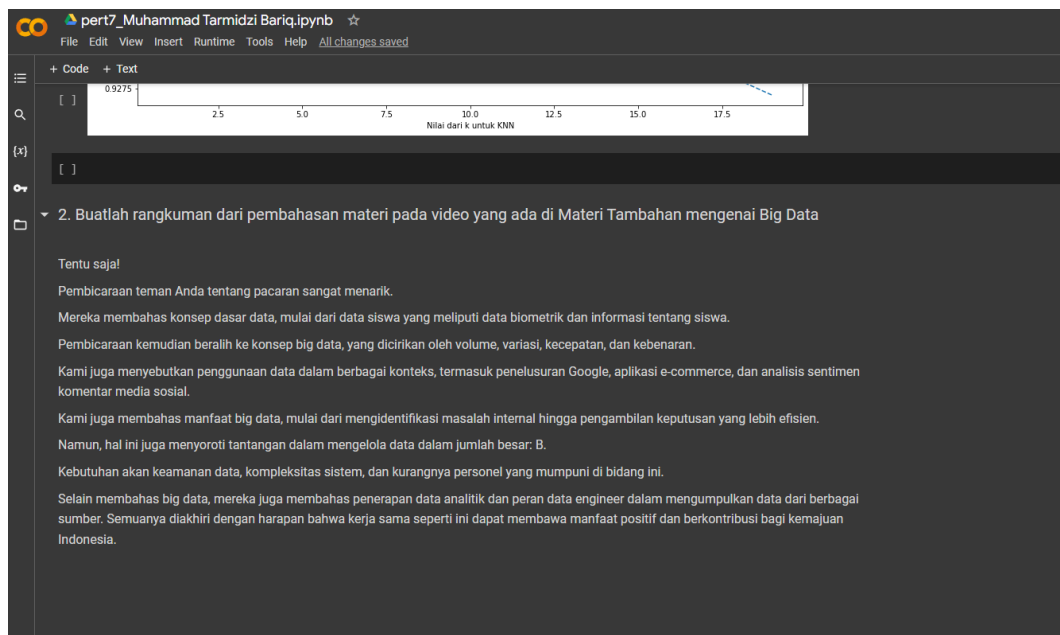 pert7_Muhammad Tarmidzi Bariq.ipynb
File Edit View Insert Runtime Tools Help All changes saved
+ Code + Text
0.9275
[ ]
2.5 5.0 7.5 10.0 12.5 15.0 17.5
Nilai dari k untuk KNN
{x}
[ ]
2. Buatlah rangkuman dari pembahasan materi pada video yang ada di Materi Tambahan mengenai Big Data
Tentu saja!
Pembicaraan teman Anda tentang pacaran sangat menarik.
Mereka membahas konsep dasar data, mulai dari data siswa yang meliputi data biometrik dan informasi tentang siswa.
Pembicaraan kemudian beralih ke konsep big data, yang dicirikan oleh volume, variasi, kecepatan, dan kebenaran.
Kami juga menyebutkan penggunaan data dalam berbagai konteks, termasuk penelusuran Google, aplikasi e-commerce, dan analisis sentimen
komentar media sosial.
Kami juga membahas manfaat big data, mulai dari mengidentifikasi masalah internal hingga pengambilan keputusan yang lebih efisien.
Namun, hal ini juga menyoroti tantangan dalam mengelola data dalam jumlah besar: B.
Kebutuhan akan keamanan data, kompleksitas sistem, dan kurangnya personel yang mumpuni di bidang ini.
Selain membahas big data, mereka juga membahas penerapan data analitik dan peran data engineer dalam mengumpulkan data dari berbagai
sumber. Semuanya diakhiri dengan harapan bahwa kerja sama seperti ini dapat membawa manfaat positif dan berkontribusi bagi kemajuan
Indonesia.